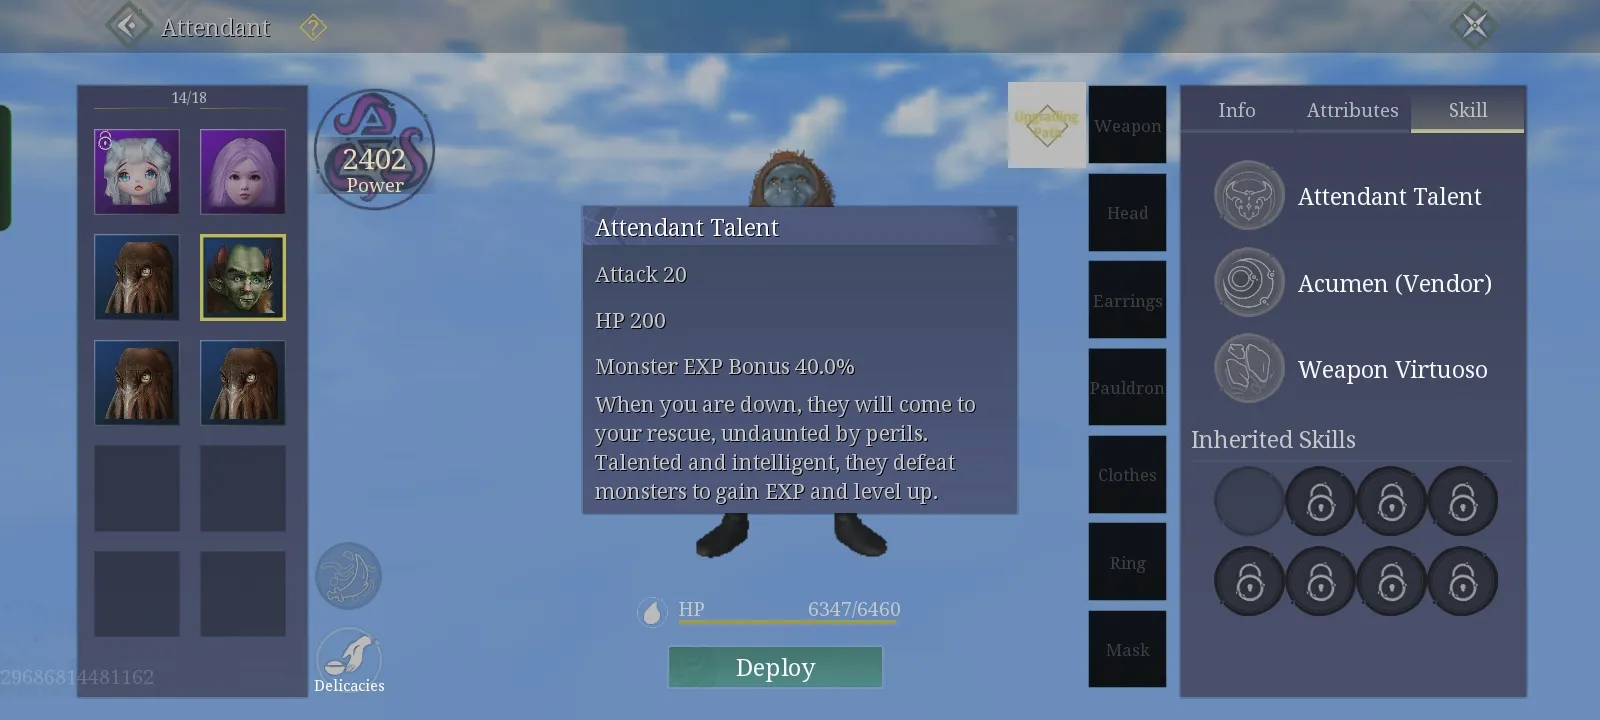 Attendant
?
14/18
2402
Power
Upgrading
Path
Weapon
Head
Earrings
Pauldron
Clothes
Ring
Mask
Attendant Talent
Attack 20
HP 200
Monster EXP Bonus 40.0%
When you are down, they will come to
your rescue, undaunted by perils.
Talented and intelligent, they defeat
monsters to gain EXP and level up.
HP 6347/6460
Deploy
Delicacies
29686814481162
Info Attributes Skill
Attendant Talent
Acumen (Vendor)
Weapon Virtuoso
Inherited Skills